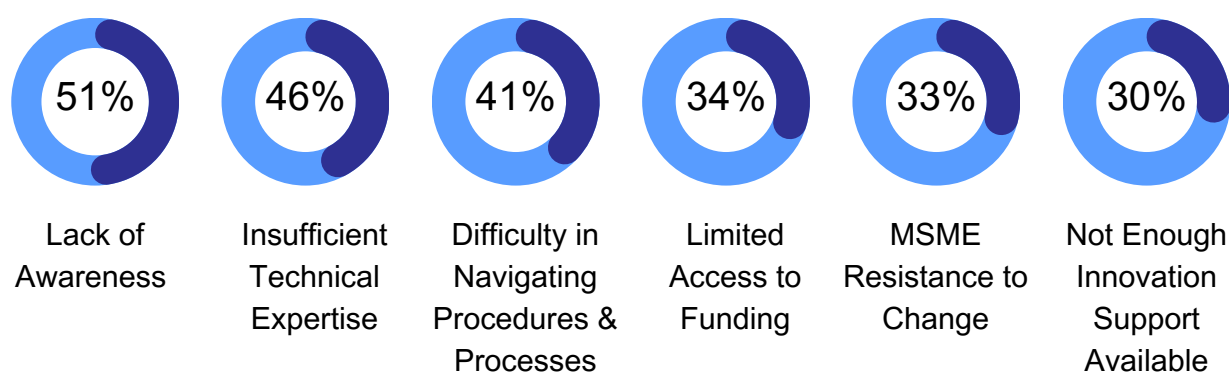 51%
Lack of
Awareness
46%
Insufficient
Technical
Expertise
41%
Difficulty in
Navigating
Procedures &
Processes
34%
Limited
Access to
Funding
33%
MSME
Resistance to
Change
30%
Not Enough
Innovation
Support
Available